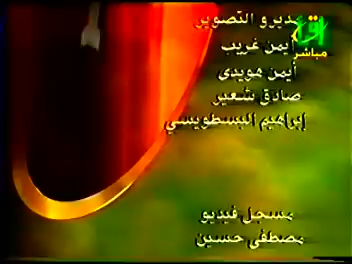 مديرو التصوير
أيمن غريب
أيمن هويدى
صادق شعير
إبراهيم البسطويسي
مسجل فيديو
مصطفى حسين
اقرأ
مباشر